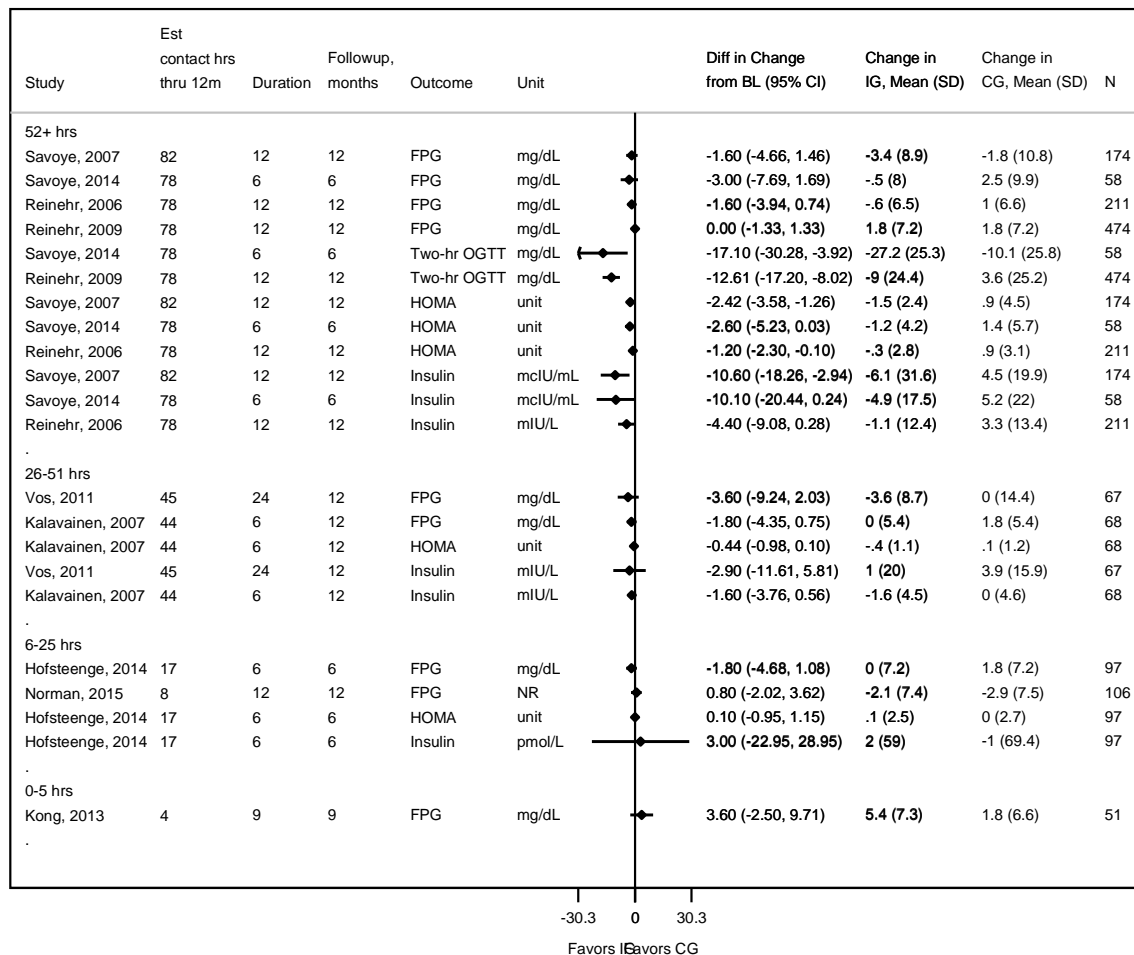 Est
contact hrs Followup, Diff in Change Change in Change in
Study thru 12m Duration months Outcome Unit from BL (95% CI) IG, Mean (SD) CG, Mean (SD) N
52+ hrs
Savoye, 2007 82 12 12 FPG mg/dL -1.60 (-4.66, 1.46) -3.4 (8.9) -1.8 (10.8) 174
Savoye, 2014 78 6 6 FPG mg/dL -3.00 (-7.69, 1.69) -.5 (8) 2.5 (9.9) 58
Reinehr, 2006 78 12 12 FPG mg/dL -1.60 (-3.94, 0.74) -.6 (6.5) 1 (6.6) 211
Reinehr, 2009 78 12 12 FPG mg/dL 0.00 (-1.33, 1.33) 1.8 (7.2) 1.8 (7.2) 474
Savoye, 2014 78 6 6 Two-hr OGTT mg/dL -17.10 (-30.28, -3.92) -27.2 (25.3) -10.1 (25.8) 58
Reinehr, 2009 78 12 12 Two-hr OGTT mg/dL -12.61 (-17.20, -8.02) -9 (24.4) 3.6 (25.2) 474
Savoye, 2007 82 12 12 HOMA unit -2.42 (-3.58, -1.26) -1.5 (2.4) .9 (4.5) 174
Savoye, 2014 78 6 6 HOMA unit -2.60 (-5.23, 0.03) -1.2 (4.2) 1.4 (5.7) 58
Reinehr, 2006 78 12 12 HOMA unit -1.20 (-2.30, -0.10) -.3 (2.8) .9 (3.1) 211
Savoye, 2007 82 12 12 Insulin mcIU/mL -10.60 (-18.26, -2.94) -6.1 (31.6) 4.5 (19.9) 174
Savoye, 2014 78 6 6 Insulin mcIU/mL -10.10 (-20.44, 0.24) -4.9 (17.5) 5.2 (22) 58
Reinehr, 2006 78 12 12 Insulin mIU/L -4.40 (-9.08, 0.28) -1.1 (12.4) 3.3 (13.4) 211
.
26-51 hrs
Vos, 2011 45 24 12 FPG mg/dL -3.60 (-9.24, 2.03) -3.6 (8.7) 0 (14.4) 67
Kalavainen, 2007 44 6 12 FPG mg/dL -1.80 (-4.35, 0.75) 0 (5.4) 1.8 (5.4) 68
Kalavainen, 2007 44 6 12 HOMA unit -0.44 (-0.98, 0.10) -.4 (1.1) .1 (1.2) 68
Vos, 2011 45 24 12 Insulin mIU/L -2.90 (-11.61, 5.81) 1 (20) 3.9 (15.9) 67
Kalavainen, 2007 44 6 12 Insulin mIU/L -1.60 (-3.76, 0.56) -1.6 (4.5) 0 (4.6) 68
.
6-25 hrs
Hofsteenge, 2014 17 6 6 FPG mg/dL -1.80 (-4.68, 1.08) 0 (7.2) 1.8 (7.2) 97
Norman, 2015 8 12 12 FPG NR 0.80 (-2.02, 3.62) -2.1 (7.4) -2.9 (7.5) 106
Hofsteenge, 2014 17 6 6 HOMA unit 0.10 (-0.95, 1.15) .1 (2.5) 0 (2.7) 97
Hofsteenge, 2014 17 6 6 Insulin pmol/L 3.00 (-22.95, 28.95) 2 (59) -1 (69.4) 97
.
0-5 hrs
Kong, 2013 4 9 9 FPG mg/dL 3.60 (-2.50, 9.71) 5.4 (7.3) 1.8 (6.6) 51
.
-30.3 0 30.3
Favors IG Favors CG